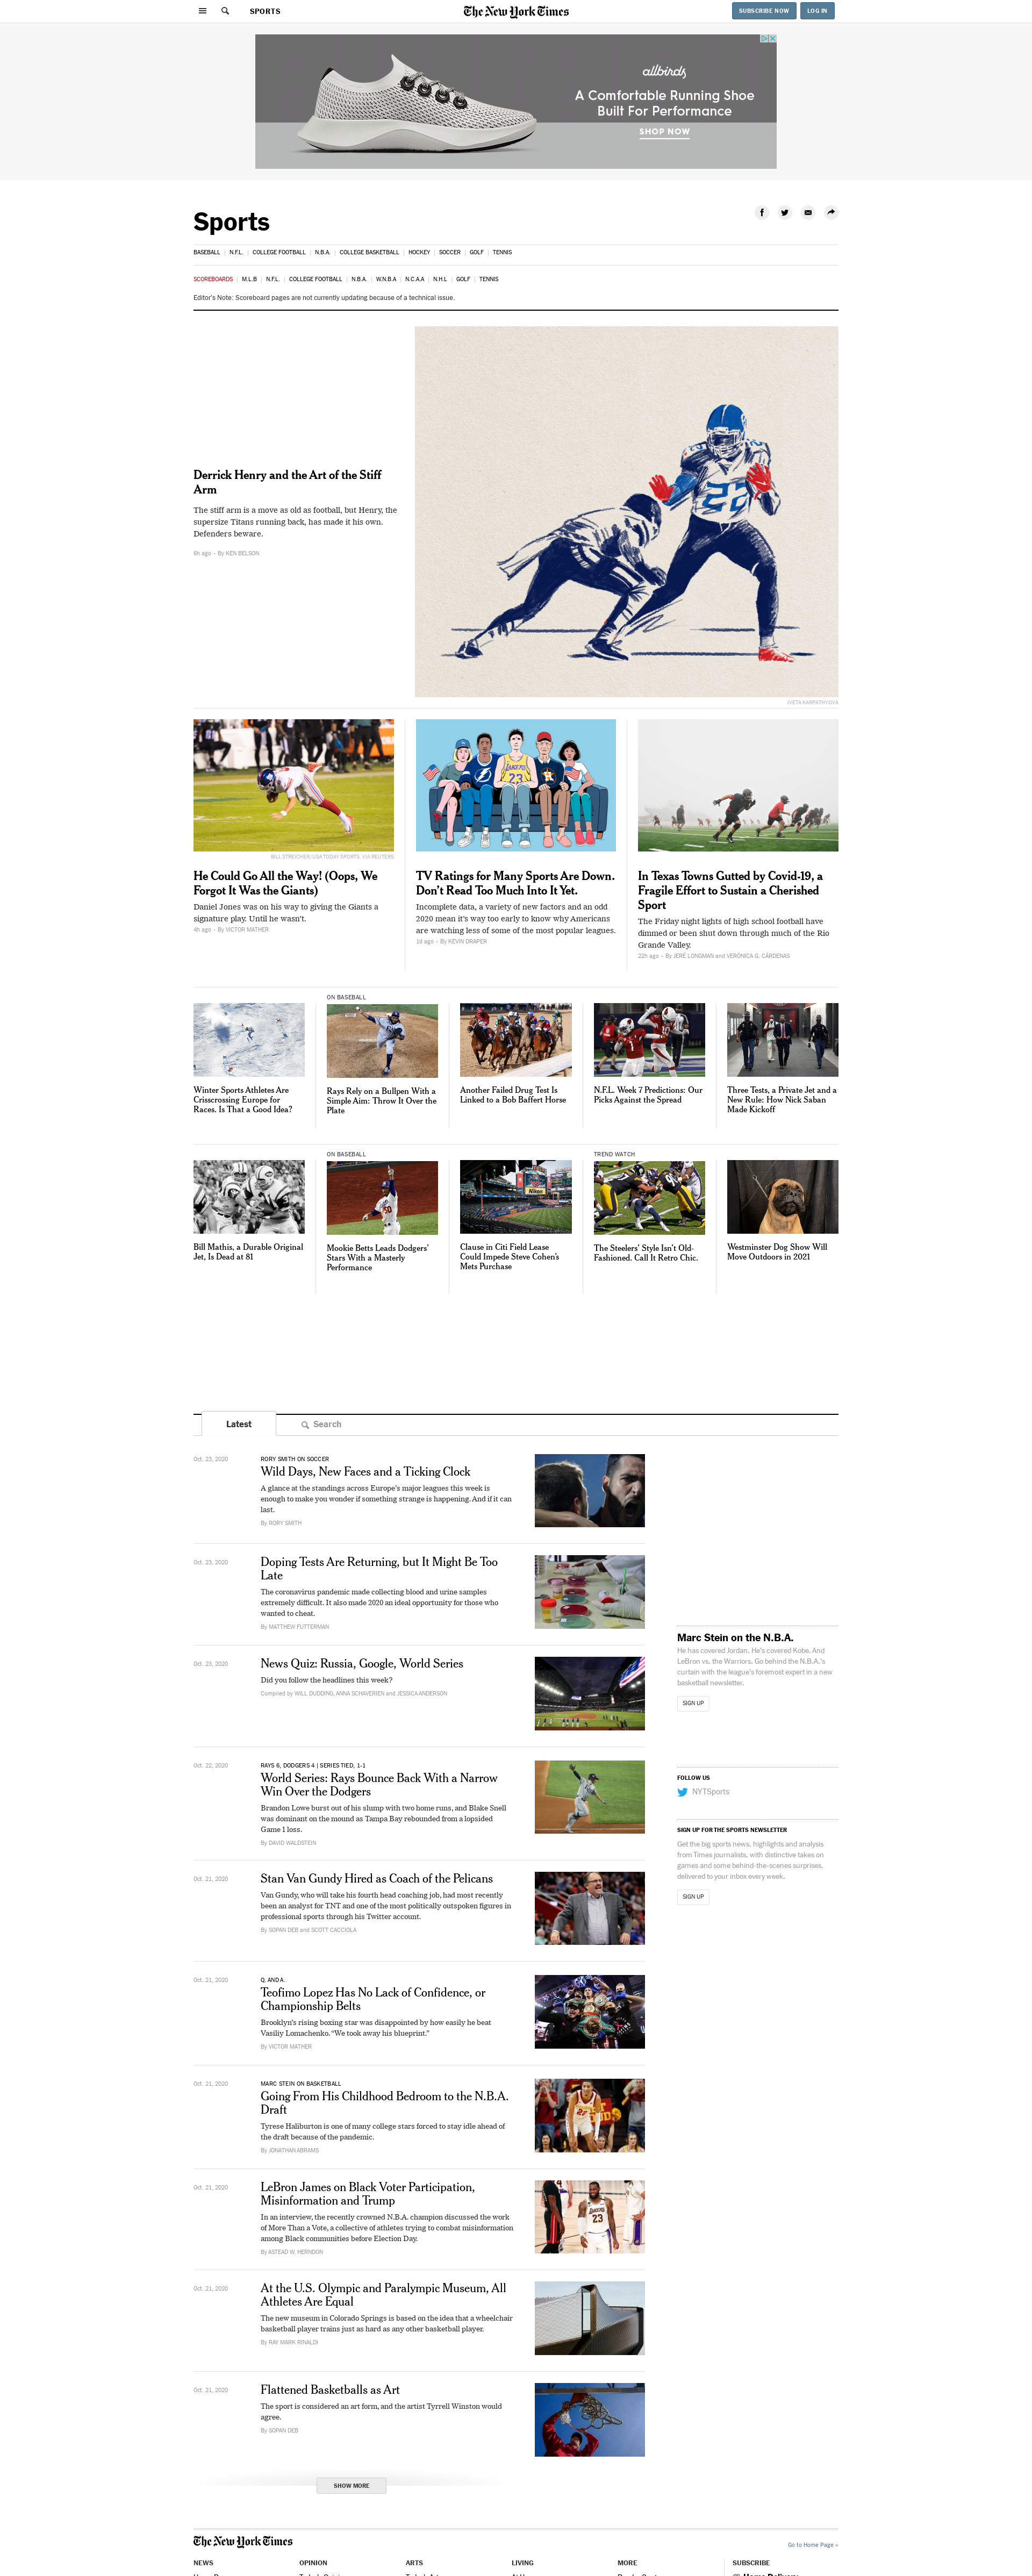 SPORTS
The New York Times
SUBSCRIBE NOW
LOG IN
allbirds
A Comfortable Running Shoe
Built For Performance
SHOP NOW
Sports
BASEBALL | N.F.L. | COLLEGE FOOTBALL | N.B.A. | COLLEGE BASKETBALL | HOCKEY | SOCCER | GOLF | TENNIS
SCOREBOARDS | M.L.B | N.F.L. | COLLEGE FOOTBALL | N.B.A. | W.N.B.A | N.C.A.A | N.H.L | GOLF | TENNIS
Editor's Note: Scoreboard pages are not currently updating because of a technical issue.
Derrick Henry and the Art of the Stiff
Arm
The stiff arm is a move as old as football, but Henry, the
supersize Titans running back, has made it his own.
Defenders beware.
6h ago - By KEN BELSON
22
IVETA KARPATHYOVA
BILL STREICHER/USA TODAY SPORTS, VIA REUTERS
He Could Go All the Way! (Oops, We
Forgot It Was the Giants)
Daniel Jones was on his way to giving the Giants a
signature play. Until he wasn't.
4h ago - By VICTOR MATHER
TV Ratings for Many Sports Are Down.
Don't Read Too Much Into It Yet.
Incomplete data, a variety of new factors and an odd
2020 mean it's way too early to know why Americans
are watching less of some of the most popular leagues.
1d ago - By KEVIN DRAPER
In Texas Towns Gutted by Covid-19, a
Fragile Effort to Sustain a Cherished
Sport
The Friday night lights of high school football have
dimmed or been shut down through much of the Rio
Grande Valley.
22h ago - By JERÉ LONGMAN and VERÓNICA G. CÁRDENAS
Winter Sports Athletes Are
Crisscrossing Europe for
Races. Is That a Good Idea?
ON BASEBALL
Rays Rely on a Bullpen With a
Simple Aim: Throw It Over the
Plate
Another Failed Drug Test Is
Linked to a Bob Baffert Horse
N.F.L. Week 7 Predictions: Our
Picks Against the Spread
Three Tests, a Private Jet and a
New Rule: How Nick Saban
Made Kickoff
Bill Mathis, a Durable Original
Jet, Is Dead at 81
ON BASEBALL
Mookie Betts Leads Dodgers'
Stars With a Masterly
Performance
Clause in Citi Field Lease
Could Impede Steve Cohen's
Mets Purchase
TREND WATCH
The Steelers' Style Isn't Old-
Fashioned. Call It Retro Chic.
Westminster Dog Show Will
Move Outdoors in 2021
Latest
Search
Oct. 23, 2020
RORY SMITH ON SOCCER
Wild Days, New Faces and a Ticking Clock
A glance at the standings across Europe's major leagues this week is
enough to make you wonder if something strange is happening. And if it can
last.
By RORY SMITH
Oct. 23, 2020
Doping Tests Are Returning, but It Might Be Too
Late
The coronavirus pandemic made collecting blood and urine samples
extremely difficult. It also made 2020 an ideal opportunity for those who
wanted to cheat.
By MATTHEW FUTTERMAN
Oct. 23, 2020
News Quiz: Russia, Google, World Series
Did you follow the headlines this week?
Compiled by WILL DUDDING, ANNA SCHAVERIEN and JESSICA ANDERSON
Oct. 22, 2020
RAYS 6, DODGERS 4 | SERIES TIED, 1-1
World Series: Rays Bounce Back With a Narrow
Win Over the Dodgers
Brandon Lowe burst out of his slump with two home runs, and Blake Snell
was dominant on the mound as Tampa Bay rebounded from a lopsided
Game 1 loss.
By DAVID WALDSTEIN
Oct. 21, 2020
Stan Van Gundy Hired as Coach of the Pelicans
Van Gundy, who will take his fourth head coaching job, had most recently
been an analyst for TNT and one of the most politically outspoken figures in
professional sports through his Twitter account.
By SOPAN DEB and SCOTT CACCIOLA
Oct. 21, 2020
Q. AND A.
Teofimo Lopez Has No Lack of Confidence, or
Championship Belts
Brooklyn's rising boxing star was disappointed by how easily he beat
Vasiliy Lomachenko. "We took away his blueprint."
By VICTOR MATHER
Oct. 21, 2020
MARC STEIN ON BASKETBALL
Going From His Childhood Bedroom to the N.B.A.
Draft
Tyrese Haliburton is one of many college stars forced to stay idle ahead of
the draft because of the pandemic.
By JONATHAN ABRAMS
Oct. 21, 2020
LeBron James on Black Voter Participation,
Misinformation and Trump
In an interview, the recently crowned N.B.A. champion discussed the work
of More Than a Vote, a collective of athletes trying to combat misinformation
among Black communities before Election Day.
By ASTEAD W. HERNDON
Oct. 21, 2020
At the U.S. Olympic and Paralympic Museum, All
Athletes Are Equal
The new museum in Colorado Springs is based on the idea that a wheelchair
basketball player trains just as hard as any other basketball player.
By RAY MARK RINALDI
Oct. 21, 2020
Flattened Basketballs as Art
The sport is considered an art form, and the artist Tyrrell Winston would
agree.
By SOPAN DEB
SHOW MORE
Marc Stein on the N.B.A.
He has covered Jordan. He's covered Kobe. And
LeBron vs. the Warriors. Go behind the N.B.A.'s
curtain with the league's foremost expert in a new
basketball newsletter.
SIGN UP
FOLLOW US
NYTSports
SIGN UP FOR THE SPORTS NEWSLETTER
Get the big sports news, highlights and analysis
from Times journalists, with distinctive takes on
games and some behind-the-scenes surprises,
delivered to your inbox every week.
SIGN UP
The New York Times
Go to Home Page »
NEWS
OPINION
ARTS
LIVING
MORE
SUBSCRIBE